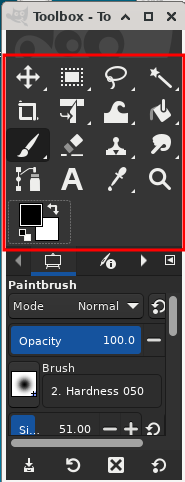 Toolbox - To
A
Paintbrush
Mode Normal
Opacity 100.0
Brush
2. Hardness 050
Si... 51.00